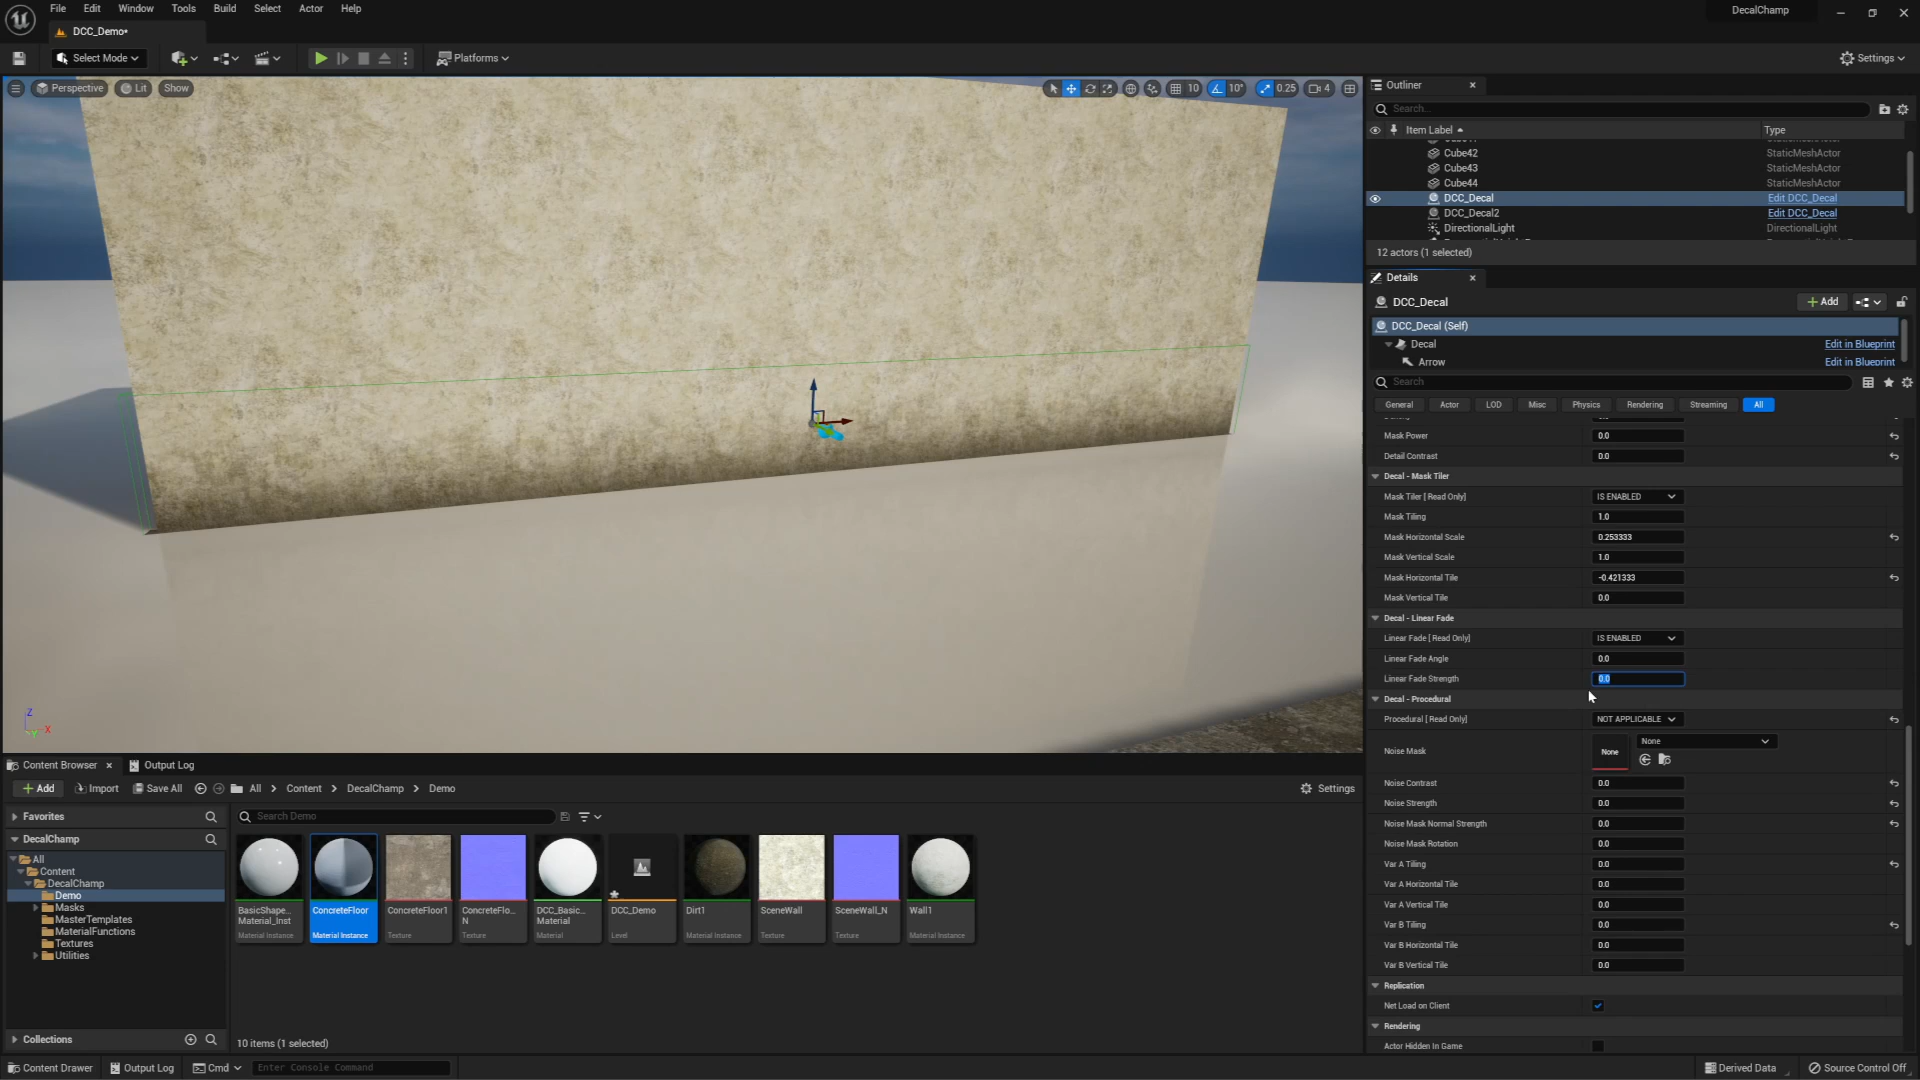 File Edit Window Tools Build Select Actor Help
DecalChamp
DCC_Demo*
Select Mode
Platforms
Settings
Perspective Lit Show
10 10° 0.25 4
Z
X
Y
Outliner
Search...
Item Label Type
Cube42 StaticMeshActor
Cube43 StaticMeshActor
Cube44 StaticMeshActor
DCC_Decal Edit DCC_Decal
DCC_Decal2 Edit DCC_Decal
DirectionalLight DirectionalLight
12 actors (1 selected)
Details
DCC_Decal
Add
DCC_Decal (Self)
Decal Edit in Blueprint
Arrow Edit in Blueprint
Search
General Actor LOD Misc Physics Rendering Streaming All
Mask Power 0.0
Detail Contrast 0.0
Decal - Mask Tiler
Mask Tiler [ Read Only] IS ENABLED
Mask Tiling 1.0
Mask Horizontal Scale 0.253333
Mask Vertical Scale 1.0
Mask Horizontal Tile -0.421333
Mask Vertical Tile 0.0
Decal - Linear Fade
Linear Fade [ Read Only] IS ENABLED
Linear Fade Angle 0.0
Linear Fade Strength 0.0
Decal - Procedural
Procedural [ Read Only] NOT APPLICABLE
Noise Mask None None
Noise Contrast 0.0
Noise Strength 0.0
Noise Mask Normal Strength 0.0
Noise Mask Rotation 0.0
Var A Tiling 0.0
Var A Horizontal Tile 0.0
Var A Vertical Tile 0.0
Var B Tiling 0.0
Var B Horizontal Tile 0.0
Var B Vertical Tile 0.0
Replication
Net Load on Client
Rendering
Actor Hidden In Game
Content Browser Output Log
Add Import Save All All Content DecalChamp Demo Settings
Favorites
DecalChamp
All
Content
DecalChamp
Demo
Masks
MasterTemplates
MaterialFunctions
Textures
Utilities
Collections
Search Demo
BasicShape...
Material_Inst
Material Instance
ConcreteFloor
Material Instance
ConcreteFloor1
Texture
ConcreteFlo...
N
Texture
DCC_Basic...
Material
Material
DCC_Demo
Level
Dirt1
Material Instance
SceneWall
Texture
SceneWall_N
Texture
Wall1
Material Instance
10 items (1 selected)
Content Drawer Output Log Cmd Enter Console Command
Derived Data Source Control Off